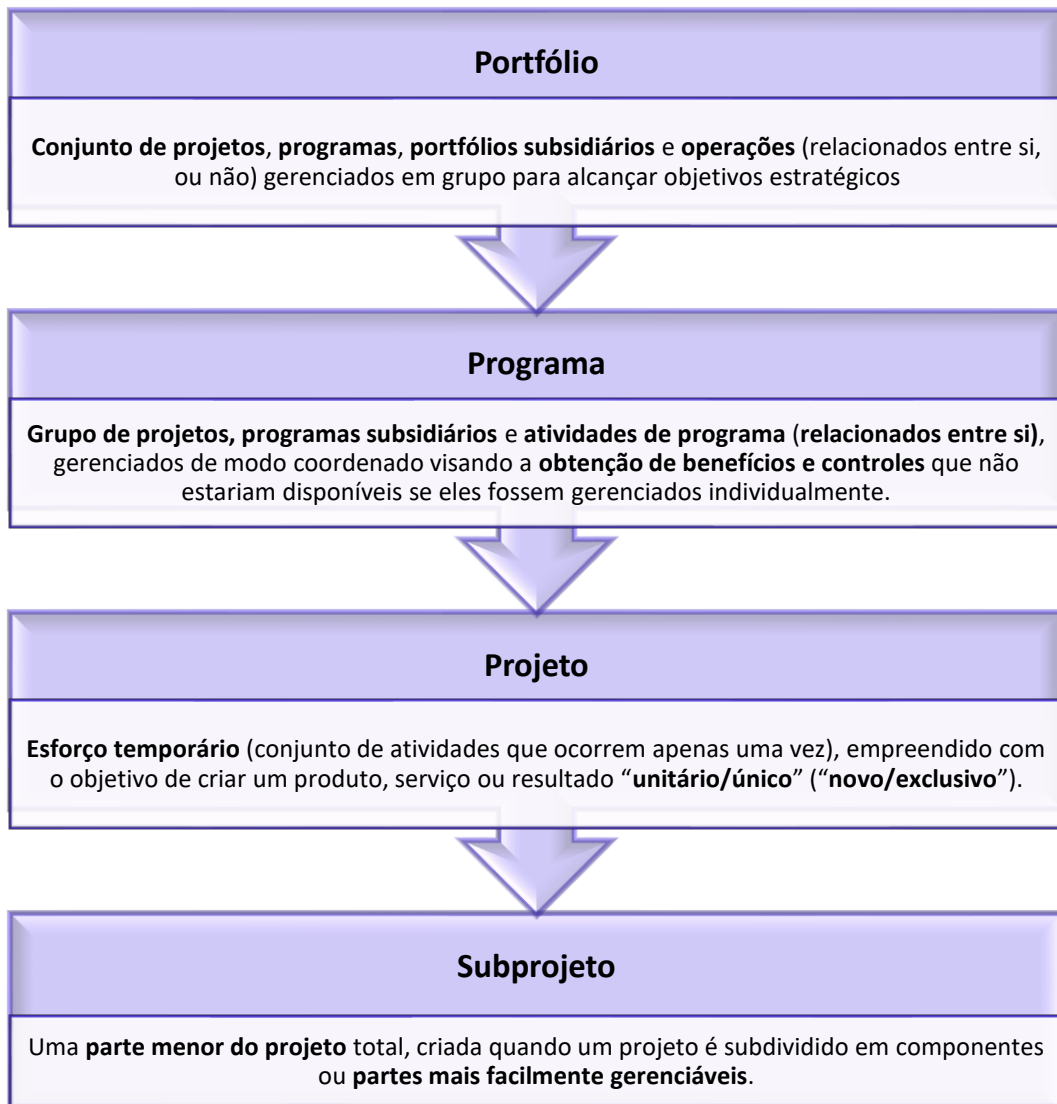 Portfólio
Conjunto de projetos, programas, portfólios subsidiários e operações (relacionados entre si,
ou não) gerenciados em grupo para alcançar objetivos estratégicos
Programa
Grupo de projetos, programas subsidiários e atividades de programa (relacionados entre si),
gerenciados de modo coordenado visando a obtenção de benefícios e controles que não
estariam disponíveis se eles fossem gerenciados individualmente.
Projeto
Esforço temporário (conjunto de atividades que ocorrem apenas uma vez), empreendido com
o objetivo de criar um produto, serviço ou resultado “unitário/único” (“novo/exclusivo”).
Subprojeto
Uma parte menor do projeto total, criada quando um projeto é subdividido em componentes
ou partes mais facilmente gerenciáveis.